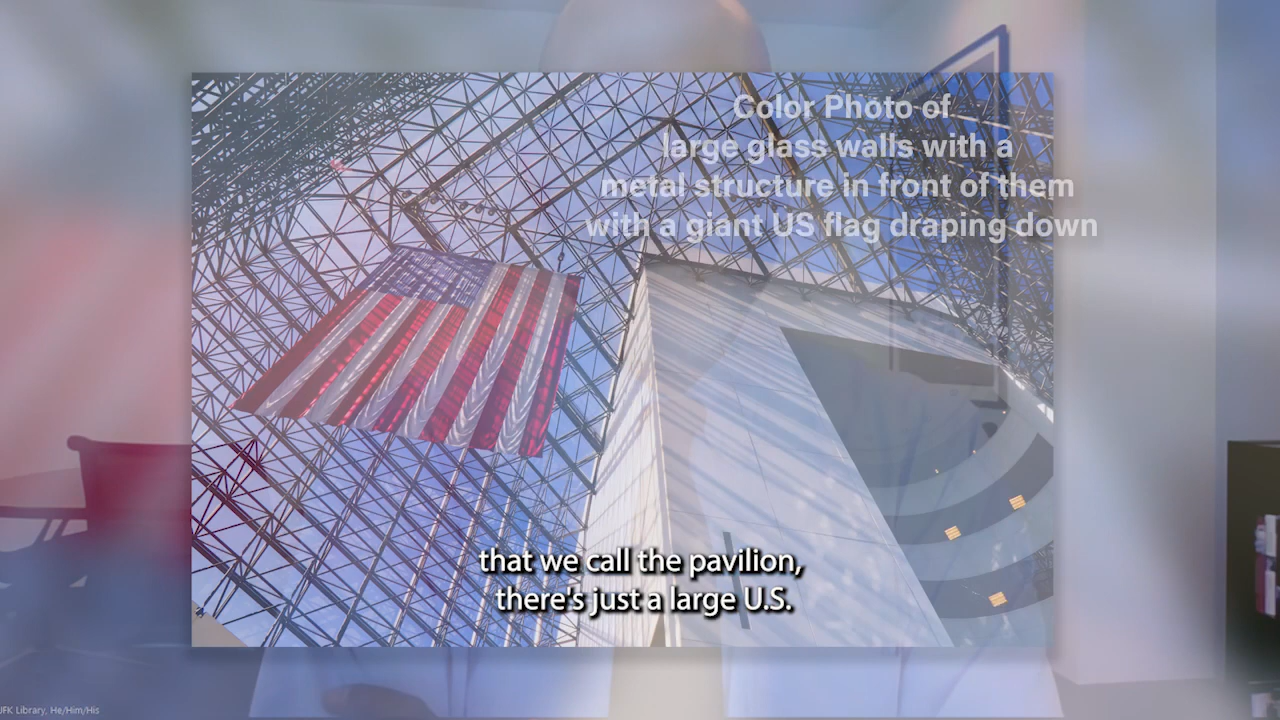 Color Photo of
large glass walls with a
metal structure in front of them
with a giant US flag draping down
that we call the pavilion,
there's just a large U.S.
JFK Library, He/Him/His